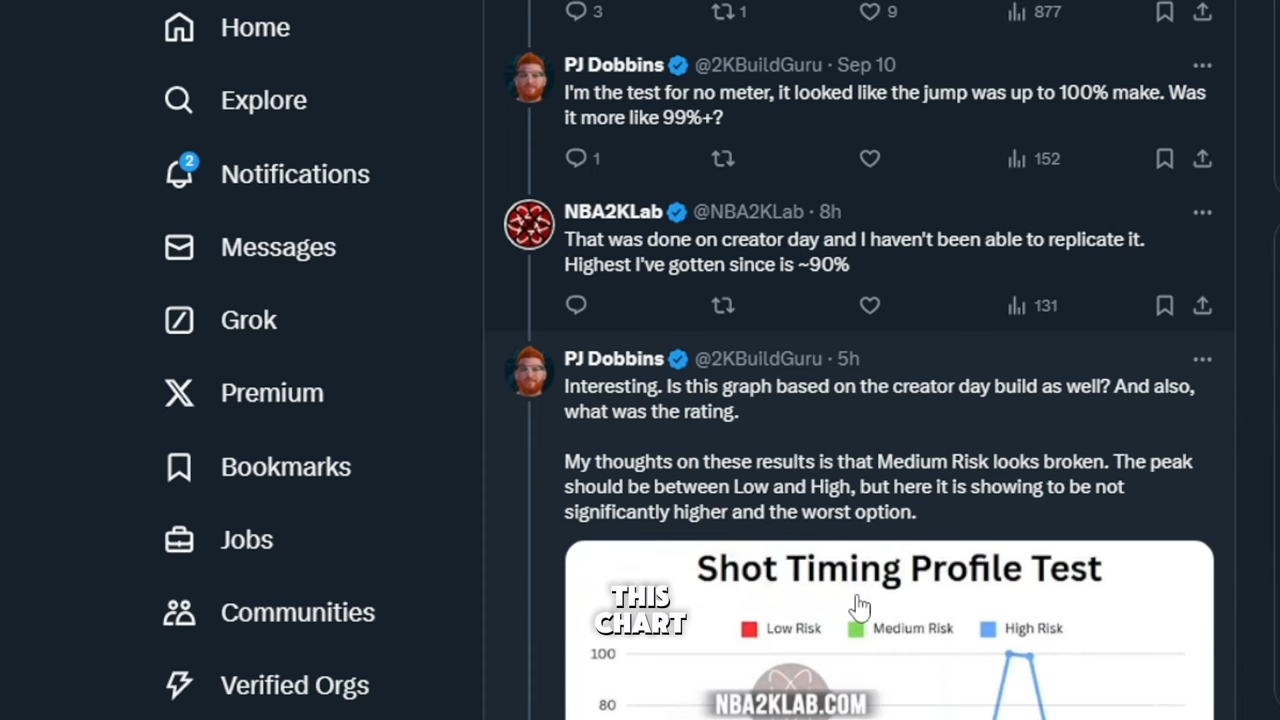 Home
Explore
2
Notifications
Messages
Grok
Premium
Bookmarks
Jobs
Communities
Verified Orgs
3 1 9 877
PJ Dobbins @2KBuildGuru · Sep 10
I'm the test for no meter, it looked like the jump was up to 100% make. Was
it more like 99%+?
1 152
NBA2KLab @NBA2KLab · 8h
That was done on creator day and I haven't been able to replicate it.
Highest I've gotten since is ~90%
131
PJ Dobbins @2KBuildGuru · 5h
Interesting. Is this graph based on the creator day build as well? And also,
what was the rating.
My thoughts on these results is that Medium Risk looks broken. The peak
should be between Low and High, but here it is showing to be not
significantly higher and the worst option.
Shot Timing Profile Test
THIS
CHART
Low Risk Medium Risk High Risk
100
80
NBA2KLAB.COM